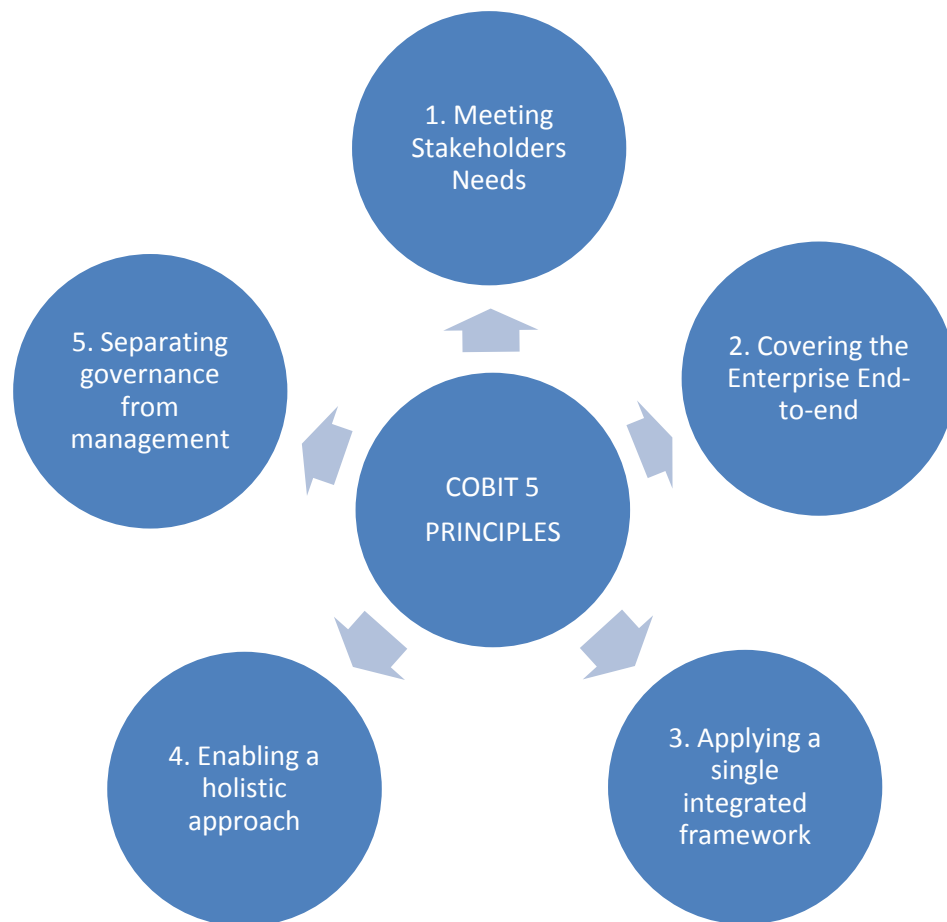 1. Meeting
Stakeholders
Needs
2. Covering the
Enterprise End-
to-end
3. Applying a
single
integrated
framework
4. Enabling a
holistic
approach
5. Separating
governance
from
management
COBIT 5
PRINCIPLES